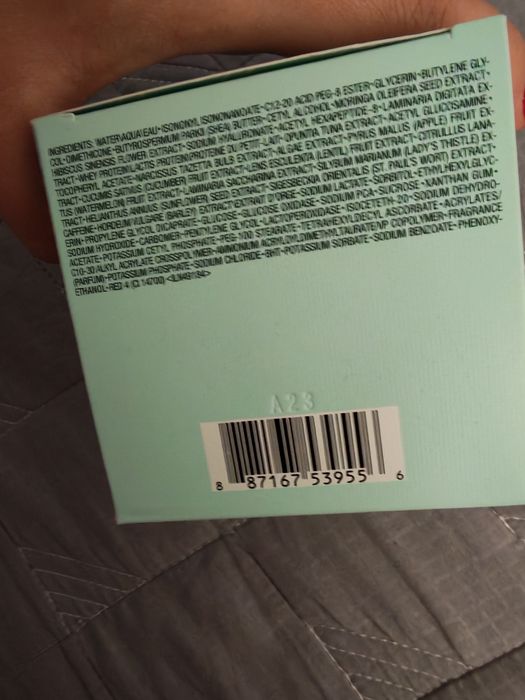 INGREDIENTS: WATER\AQUA\EAU•ISONONYL ISONONANOATE•C12-20 ACID PEG-8 ESTER•GLYCERIN•BUTYLENE GLY-
COL•DIMETHICONE•BUTYROSPERMUM PARKII (SHEA) BUTTER•CETYL ALCOHOL•MORINGA OLEIFERA SEED EXTRACT•
HIBISCUS SINENSIS FLOWER EXTRACT•SODIUM HYALURONATE•ACETYL HEXAPEPTIDE-8•LAMINARIA DIGITATA EX-
TRACT•WHEY PROTEIN\LACTIS PROTEIN\PROTÉINE DU PETIT-LAIT•OPUNTIA TUNA EXTRACT•ACETYL GLUCOSAMINE•
TOCOPHERYL ACETATE•NARCISSUS TAZETTA BULB EXTRACT•ALGAE EXTRACT•PYRUS MALUS (APPLE) FRUIT EX-
TRACT•CUCUMIS SATIVUS (CUCUMBER) FRUIT EXTRACT•LENS ESCULENTA (LENTIL) FRUIT EXTRACT•CITRULLUS LANA-
TUS (WATERMELON) FRUIT EXTRACT•LAMINARIA SACCHARINA EXTRACT•SILYBUM MARIANUM (LADY'S THISTLE) EX-
TRACT•HELIANTHUS ANNUUS (SUNFLOWER) SEED EXTRACT•SIGESBECKIA ORIENTALIS (ST. PAUL'S WORT) EXTRACT•
CAFFEINE•HORDEUM VULGARE (BARLEY) EXTRACT\EXTRAIT D'ORGE•SODIUM LACTATE•SORBITOL•ETHYLHEXYLGLYC-
ERIN•PROPYLENE GLYCOL DICAPRATE•GLUCOSE•GLUCOSE OXIDASE•SODIUM PCA•SUCROSE•XANTHAN GUM•
SODIUM HYDROXIDE•CARBOMER•PENTYLENE GLYCOL•LACTOPEROXIDASE•ISOCETETH-20•SODIUM DEHYDRO-
ACETATE•POTASSIUM CETYL PHOSPHATE•PEG-100 STEARATE•TETRAHEXYLDECYL ASCORBATE•ACRYLATES/
C10-30 ALKYL ACRYLATE CROSSPOLYMER•AMMONIUM ACRYLOYLDIMETHYLTAURATE/VP COPOLYMER•FRAGRANCE
(PARFUM)•POTASSIUM PHOSPHATE•SODIUM CHLORIDE•BHT•POTASSIUM SORBATE•SODIUM BENZOATE•PHENOXY-
ETHANOL•RED 4 (CI 14700)
A23
8 87167 53955 6